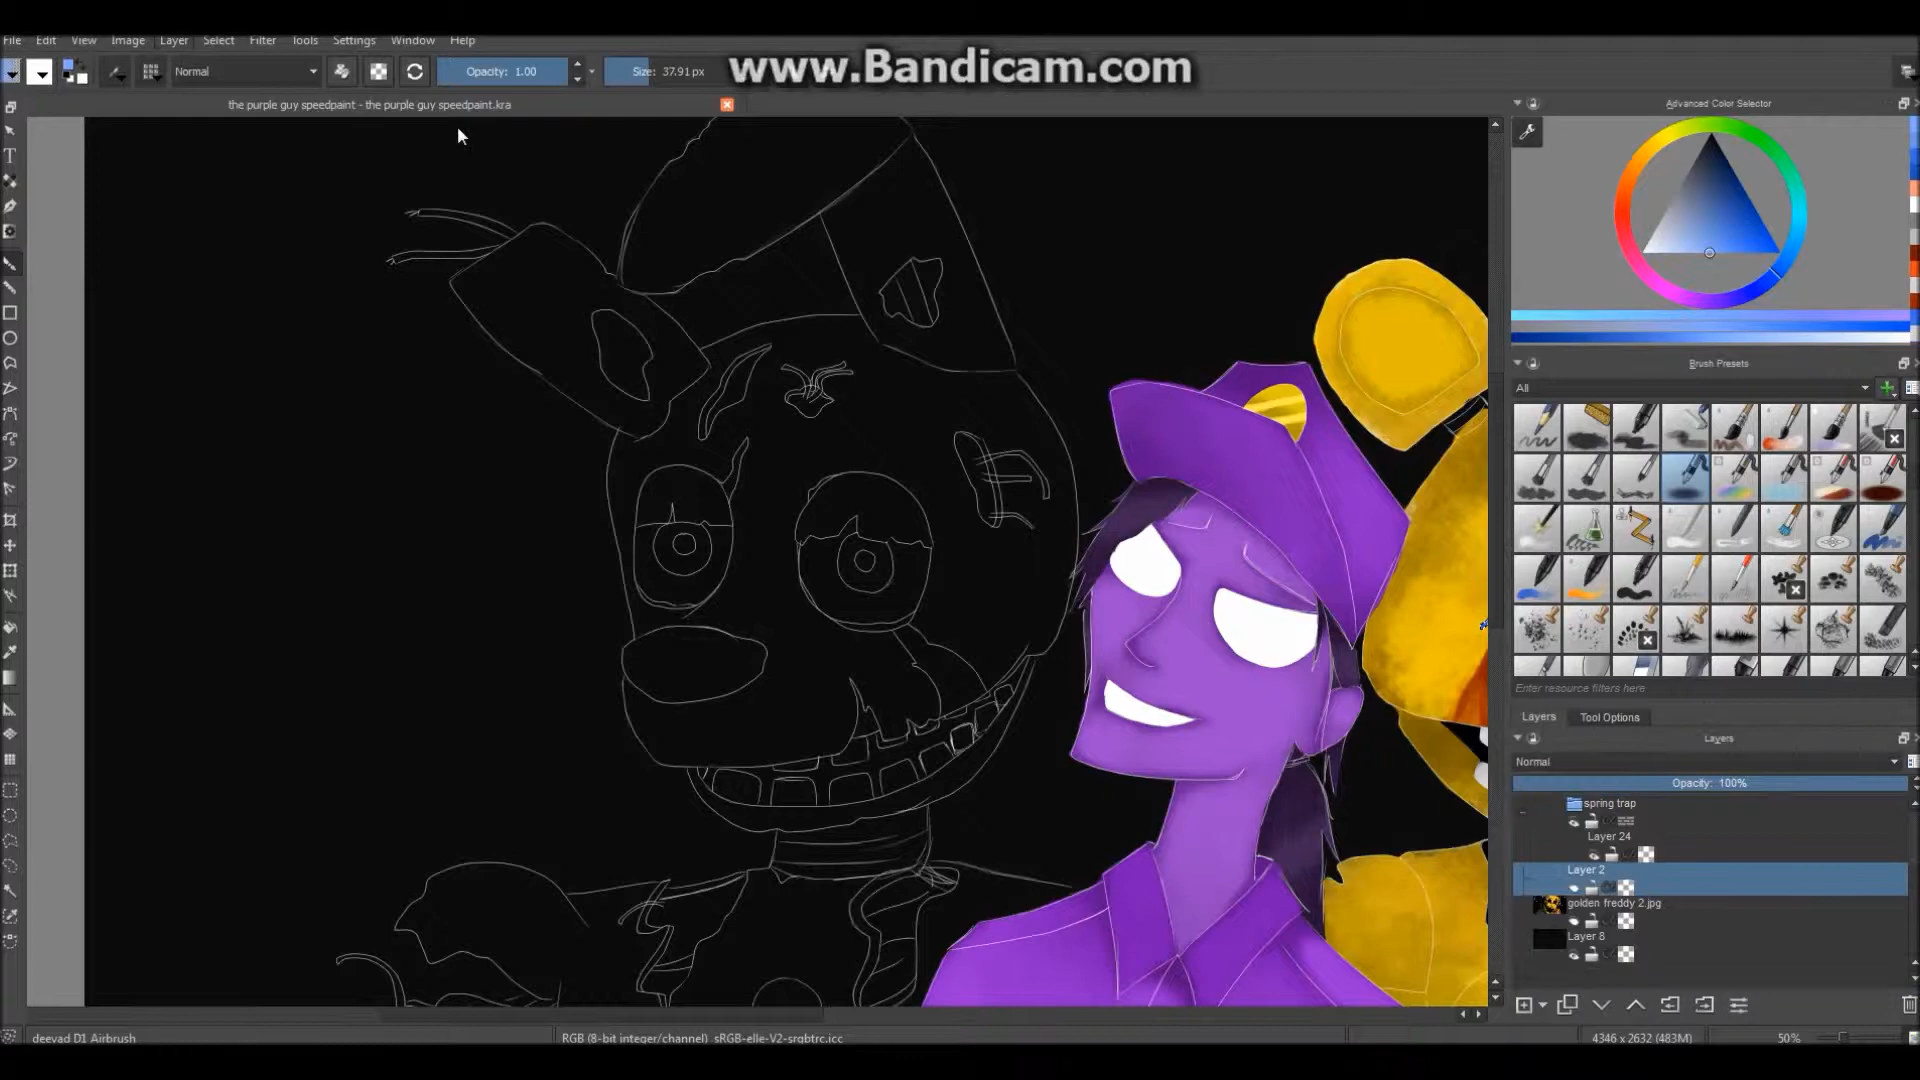 File Edit View Image Layer Select Filter Tools Settings Window Help
www.Bandicam.com
Normal Opacity: 1.00 Size: 37.91 px
the purple guy speedpaint - the purple guy speedpaint.kra
Advanced Color Selector
Brush Presets
All
Enter resource filters here
Layers Tool Options
Layers
Normal
Opacity: 100%
spring trap
Layer 24
Layer 2
golden freddy 2.jpg
Layer 8
deevad D1 Airbrush
RGB (8-bit integer/channel) sRGB-elle-V2-srgbtrc.icc
4346 x 2632 (483M)
50%